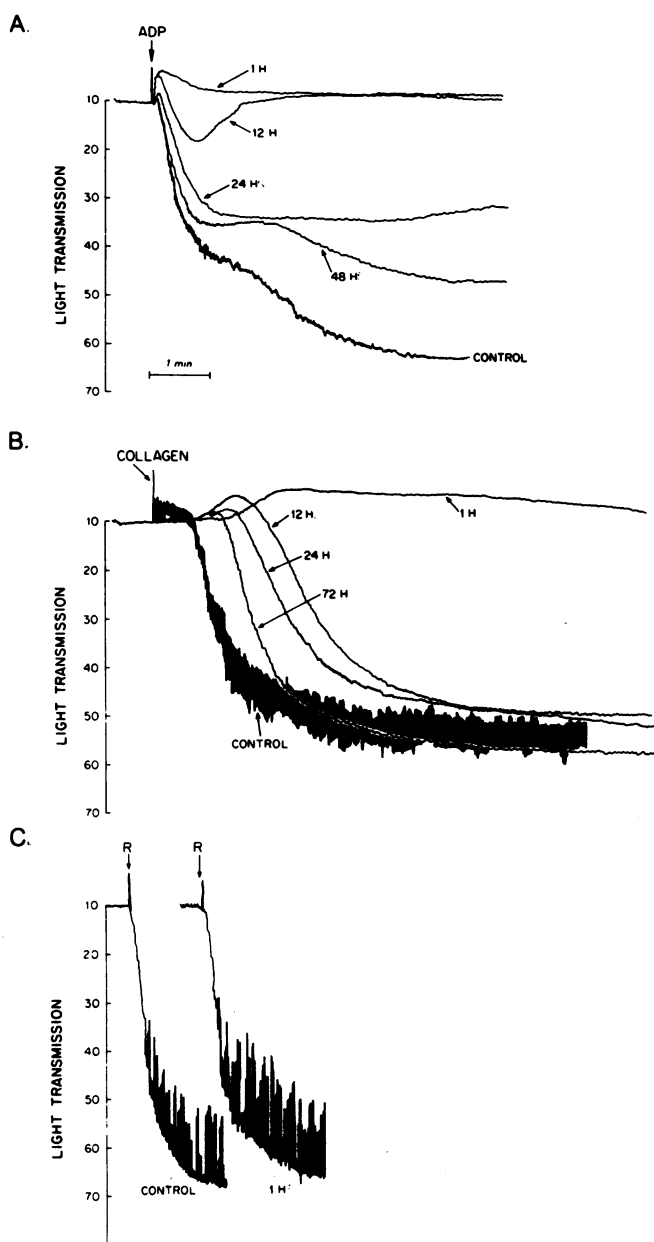 A.
ADP
1 H
10
12 H
20
24 H
30
40
48 H
50
CONTROL
60
1 min
70
LIGHT TRANSMISSION
B.
COLLAGEN
12 H
1 H
10
24 H
20
72 H
30
40
50
CONTROL
60
70
LIGHT TRANSMISSION
C.
R R
10
20
30
40
50
60
70
CONTROL 1 H
LIGHT TRANSMISSION